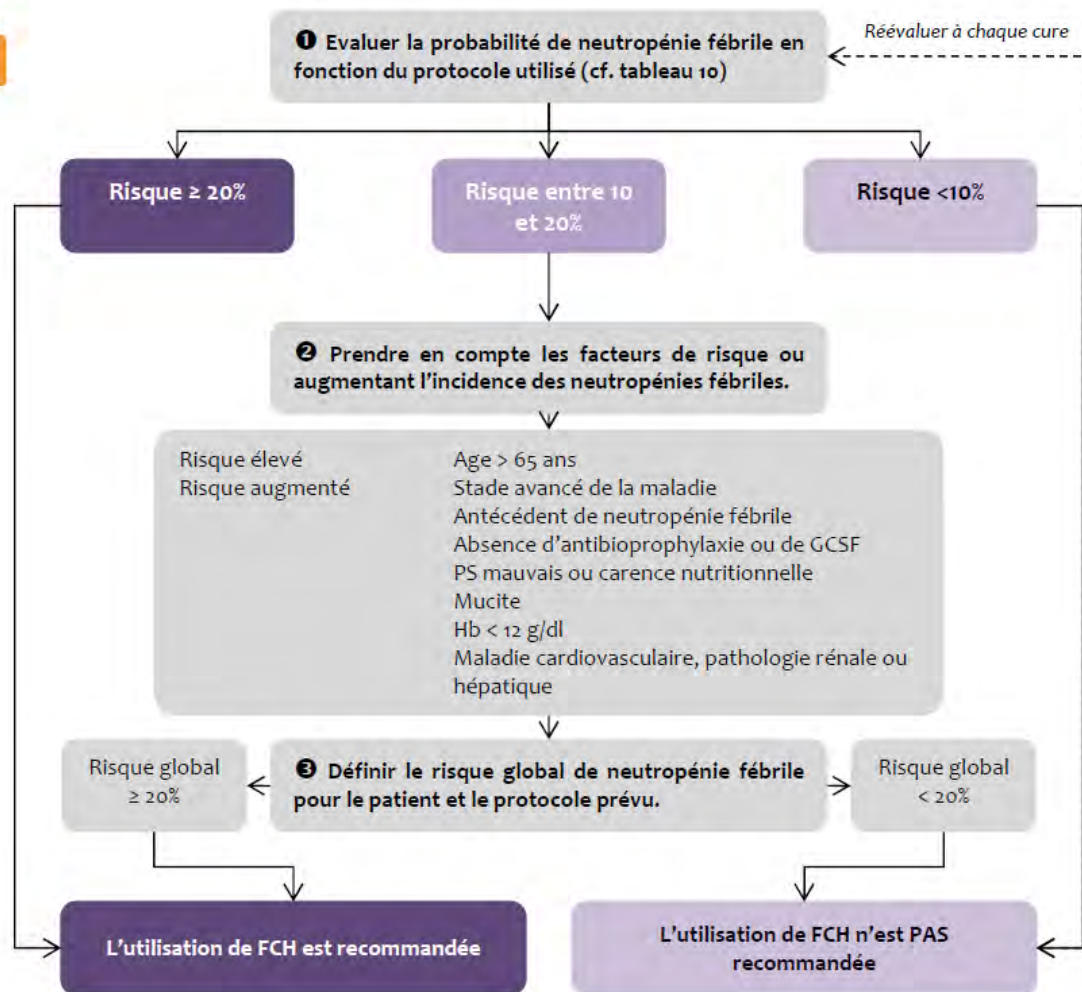 ❶ Evaluer la probabilité de neutropénie fébrile en
fonction du protocole utilisé (cf. tableau 10)
Réévaluer à chaque cure
Risque ≥ 20%
Risque entre 10
et 20%
Risque <10%
❷ Prendre en compte les facteurs de risque ou
augmentant l'incidence des neutropénies fébriles.
Risque élevé
Age > 65 ans
Risque augmenté
Stade avancé de la maladie
Antécédent de neutropénie fébrile
Absence d'antibioprophylaxie ou de GCSF
PS mauvais ou carence nutritionnelle
Mucite
Hb < 12 g/dl
Maladie cardiovasculaire, pathologie rénale ou
hépatique
Risque global
≥ 20%
❸ Définir le risque global de neutropénie fébrile
pour le patient et le protocole prévu.
Risque global
< 20%
L'utilisation de FCH est recommandée
L'utilisation de FCH n'est PAS
recommandée